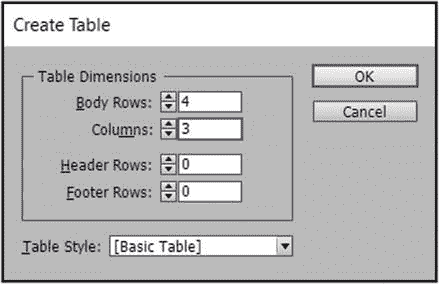 Create Table
Table Dimensions
Body Rows: 4
Columns: 3
Header Rows: 0
Footer Rows: 0
Table Style: [Basic Table]
OK
Cancel